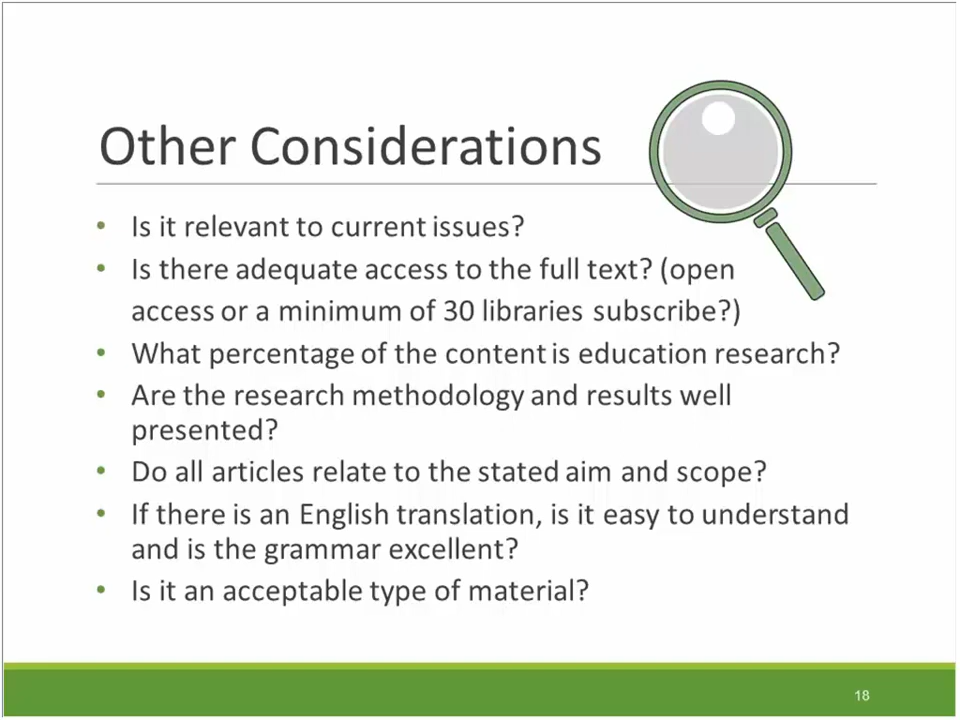 Other Considerations
• Is it relevant to current issues?
• Is there adequate access to the full text? (open
access or a minimum of 30 libraries subscribe?)
• What percentage of the content is education research?
• Are the research methodology and results well
presented?
• Do all articles relate to the stated aim and scope?
• If there is an English translation, is it easy to understand
and is the grammar excellent?
• Is it an acceptable type of material?
18